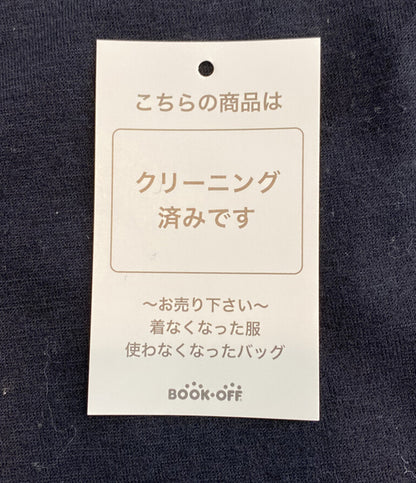 こちらの商品は
クリーニング
済みです
〜お売り下さい〜
着なくなった服
使わなくなったバッグ
BOOK・OFF